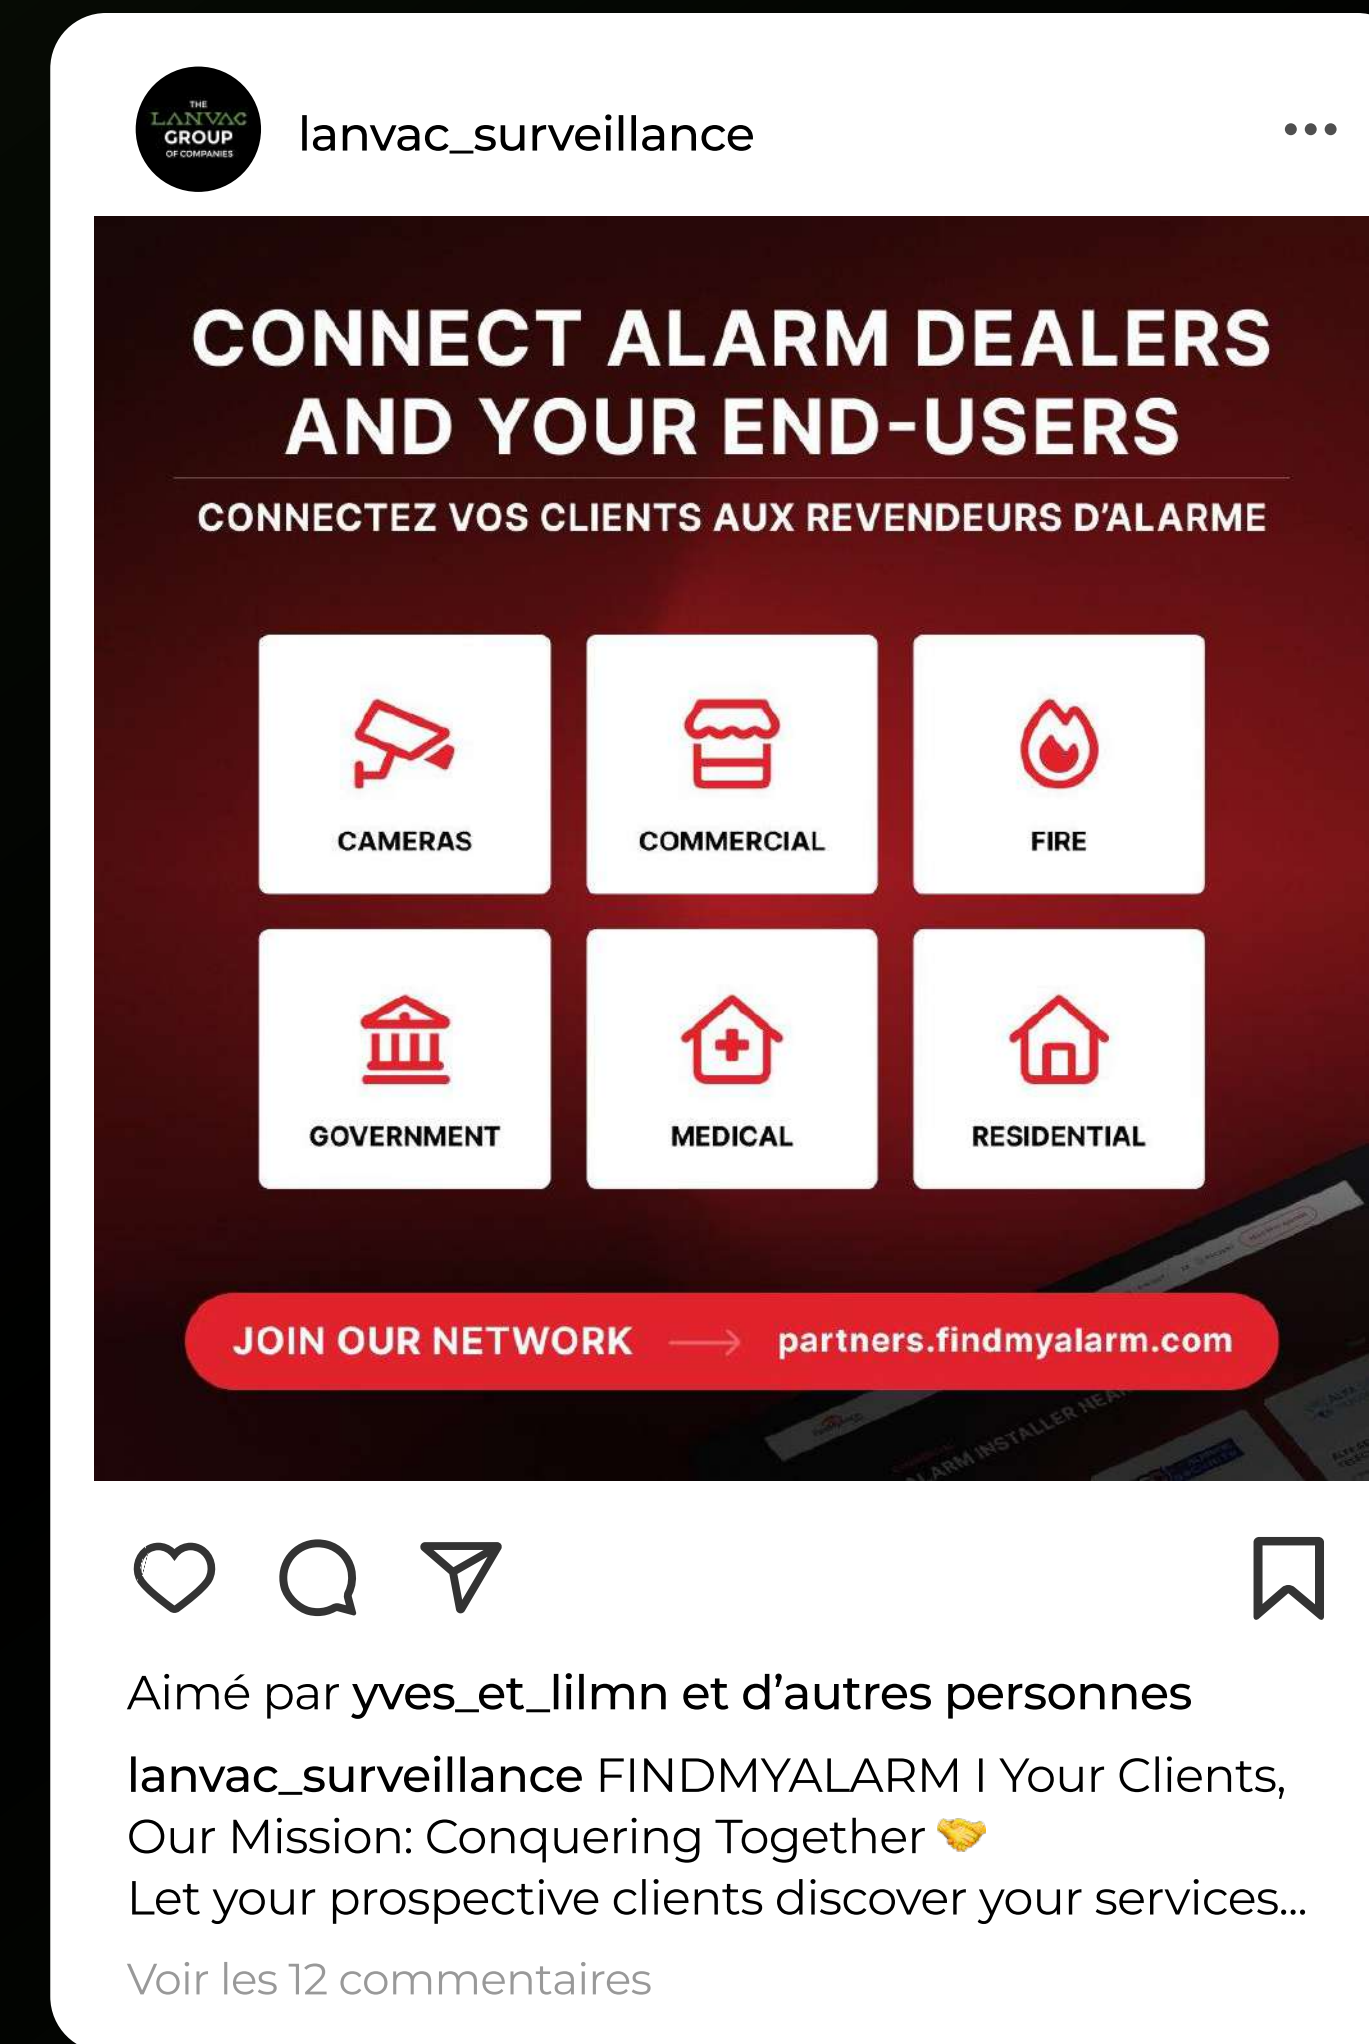 THE
LANVAC
GROUP
OF COMPANIES
lanvac_surveillance
CONNECT ALARM DEALERS
AND YOUR END-USERS
CONNECTEZ VOS CLIENTS AUX REVENDEURS D'ALARME
CAMERAS
COMMERCIAL
FIRE
GOVERNMENT
MEDICAL
RESIDENTIAL
JOIN OUR NETWORK
partners.findmyalarm.com
ALARM INSTALLER NEAR
Aimé par yves_et_lilmn et d'autres personnes
lanvac_surveillance FINDMYALARM I Your Clients,
Our Mission: Conquering Together 🤝
Let your prospective clients discover your services...
Voir les 12 commentaires